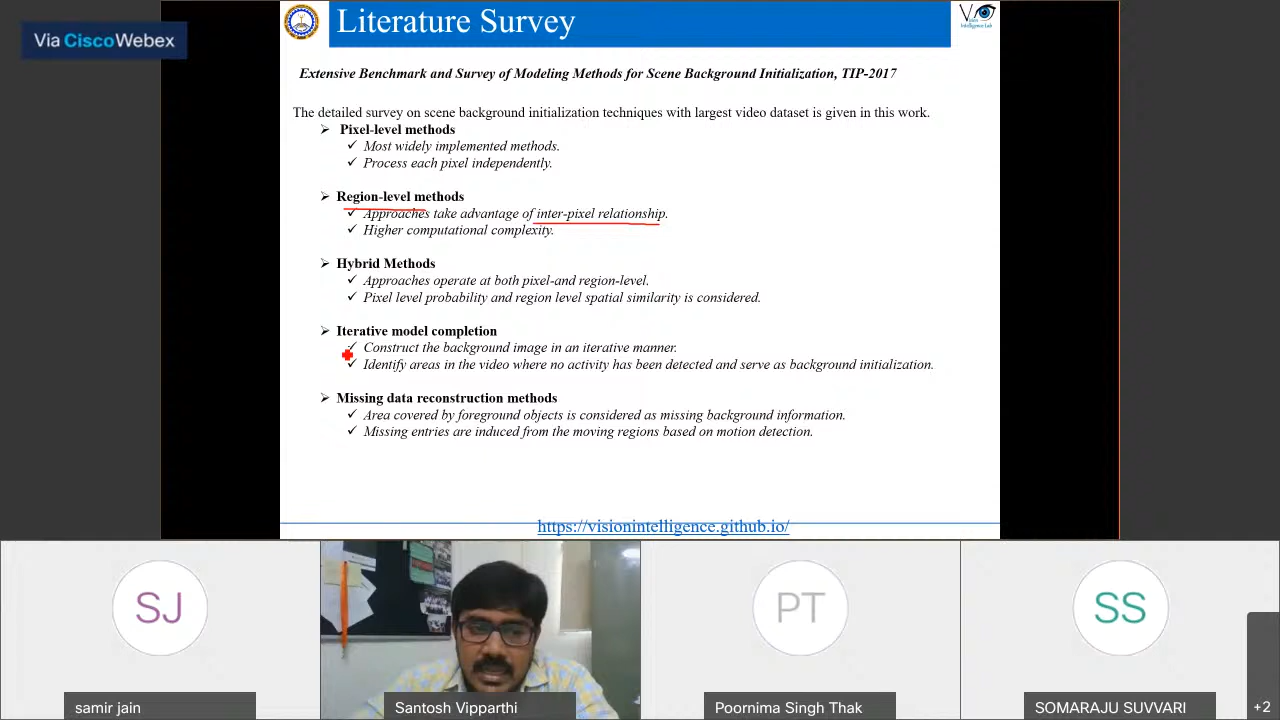 Via CiscoWebex
Literature Survey
Extensive Benchmark and Survey of Modeling Methods for Scene Background Initialization, TIP-2017
The detailed survey on scene background initialization techniques with largest video dataset is given in this work.
Pixel-level methods
Most widely implemented methods.
Process each pixel independently.
Region-level methods
Approaches take advantage of inter-pixel relationship.
Higher computational complexity.
Hybrid Methods
Approaches operate at both pixel-and region-level.
Pixel level probability and region level spatial similarity is considered.
Iterative model completion
Construct the background image in an iterative manner.
Identify areas in the video where no activity has been detected and serve as background initialization.
Missing data reconstruction methods
Area covered by foreground objects is considered as missing background information.
Missing entries are induced from the moving regions based on motion detection.
https://visionintelligence.github.io/
SJ
PT
SS
samir jain
Santosh Vipparthi
Poornima Singh Thak
SOMARAJU SUVVARI
+2